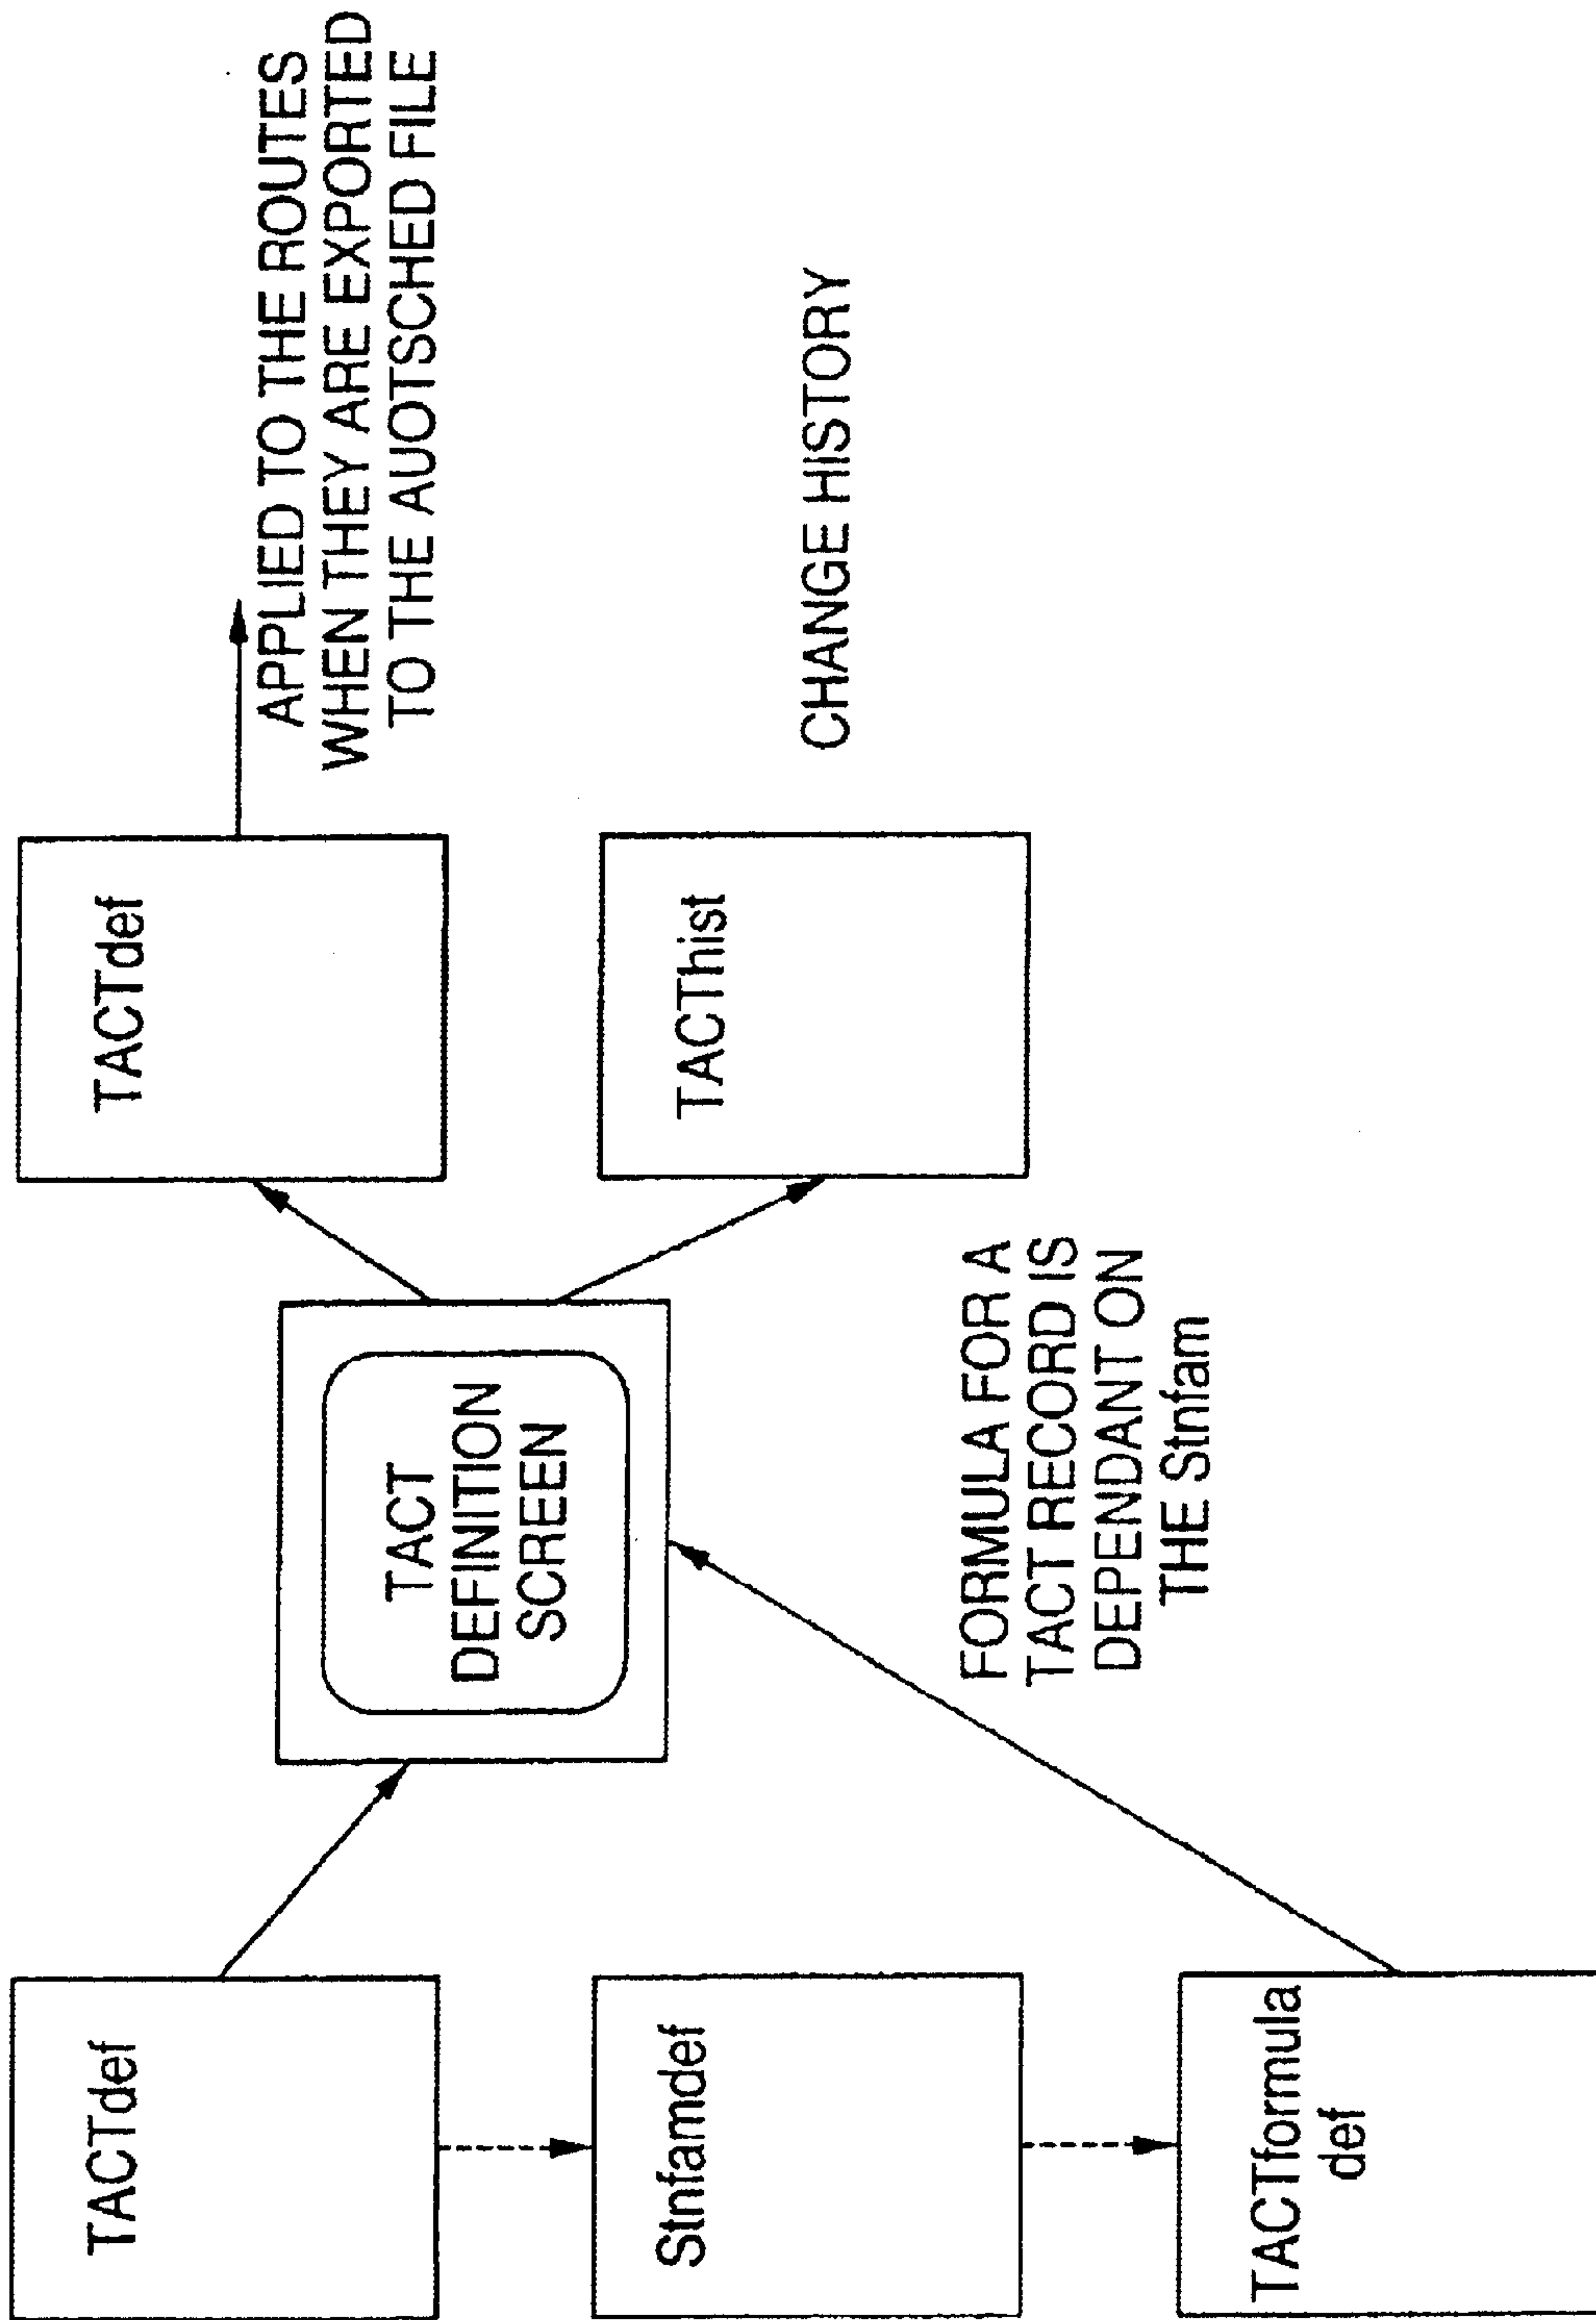 TACTdef
Stnfamdef
TACTformula
def
TACT
DEFINITION
SCREEN
FORMULA FOR A
TACT RECORD IS
DEPENDANT ON
THE Stnfam
TACTdef
TACThist
APPLIED TO THE ROUTES
WHEN THEY ARE EXPORTED
TO THE AUOTSCHED FILE
CHANGE HISTORY